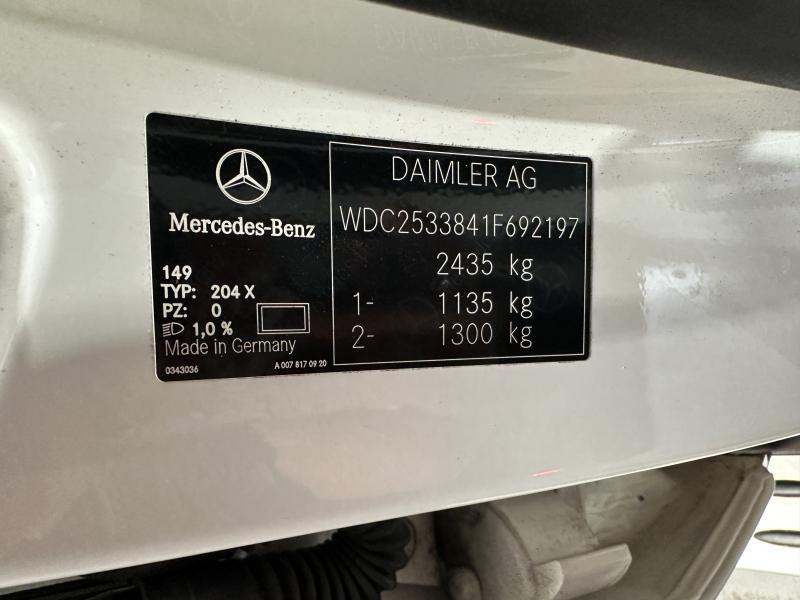 Mercedes-Benz
149
TYP: 204 X
PZ: 0
1,0 %
Made in Germany
0343036
A 007 817 09 20
DAIMLER AG
WDC2533841F692197
2435 kg
1- 1135 kg
2- 1300 kg